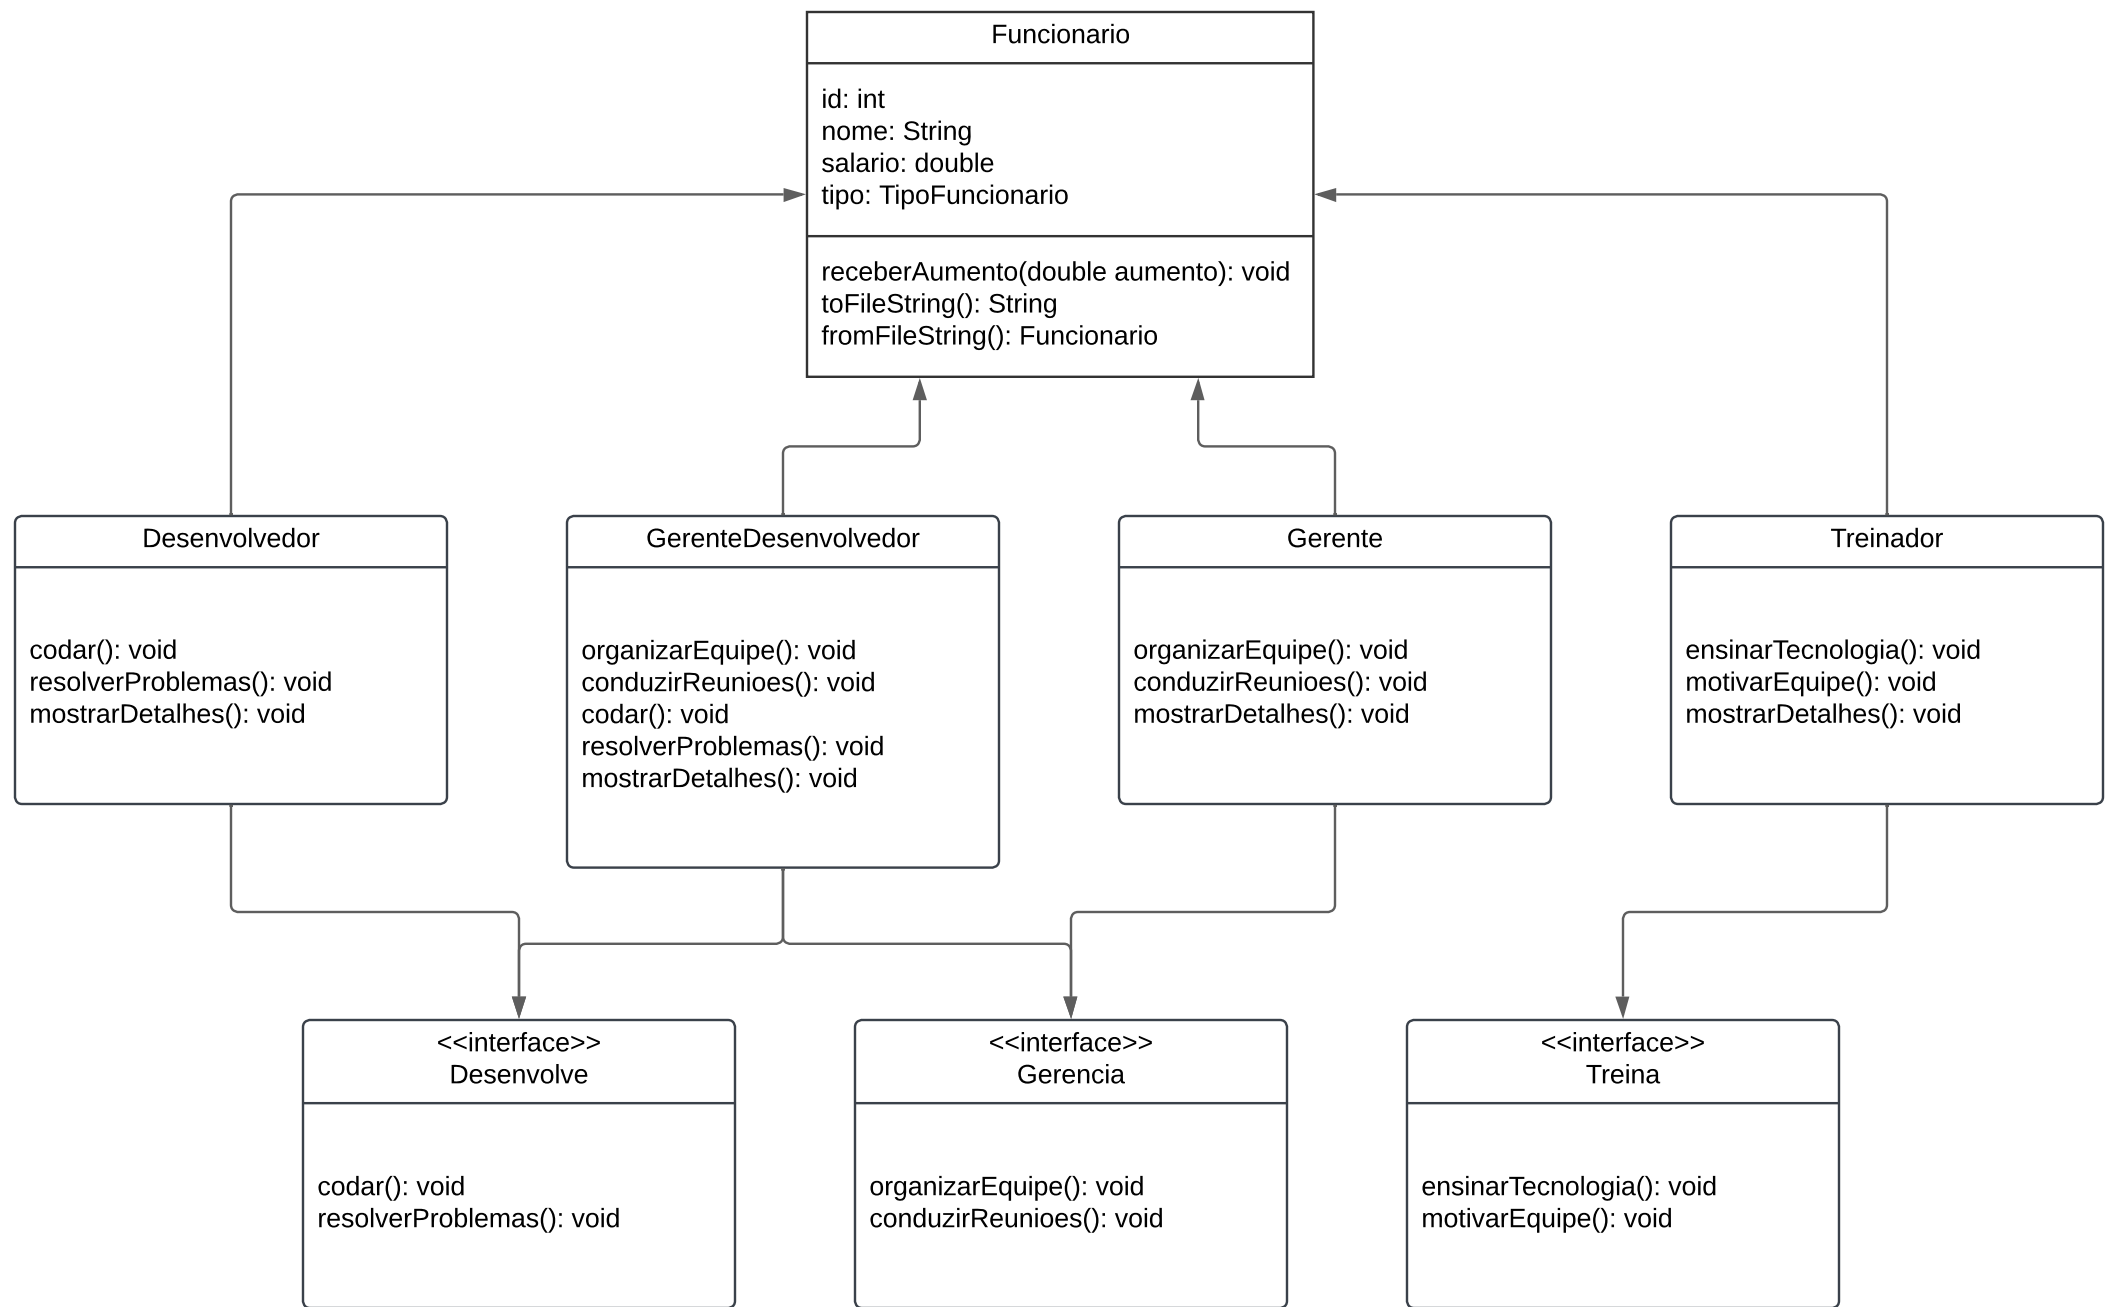 Funcionario
id: int
nome: String
salario: double
tipo: TipoFuncionario
receberAumento(double aumento): void
toFileString(): String
fromFileString(): Funcionario
Desenvolvedor
codar(): void
resolverProblemas(): void
mostrarDetalhes(): void
GerenteDesenvolvedor
organizarEquipe(): void
conduzirReunioes(): void
codar(): void
resolverProblemas(): void
mostrarDetalhes(): void
Gerente
organizarEquipe(): void
conduzirReunioes(): void
mostrarDetalhes(): void
Treinador
ensinarTecnologia(): void
motivarEquipe(): void
mostrarDetalhes(): void
<<interface>>
Desenvolve
codar(): void
resolverProblemas(): void
<<interface>>
Gerencia
organizarEquipe(): void
conduzirReunioes(): void
<<interface>>
Treina
ensinarTecnologia(): void
motivarEquipe(): void